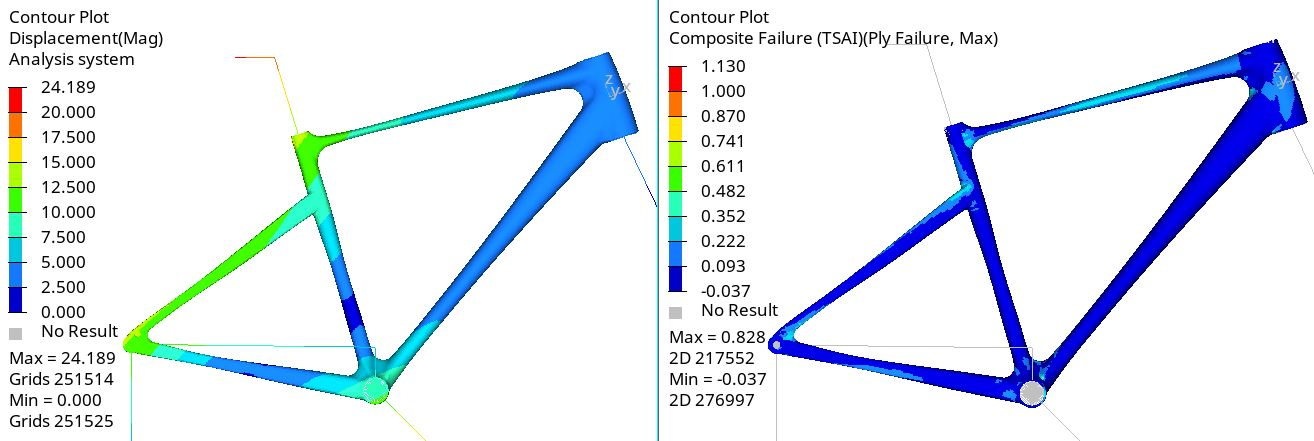 Contour Plot
Displacement(Mag)
Analysis system
24.189
20.000
17.500
15.000
12.500
10.000
7.500
5.000
2.500
0.000
No Result
Max = 24.189
Grids 251514
Min = 0.000
Grids 251525
Z
y
x
Contour Plot
Composite Failure (TSAI)(Ply Failure, Max)
1.130
1.000
0.870
0.741
0.611
0.482
0.352
0.222
0.093
-0.037
No Result
Max = 0.828
2D 217552
Min = -0.037
2D 276997
Z
y
x